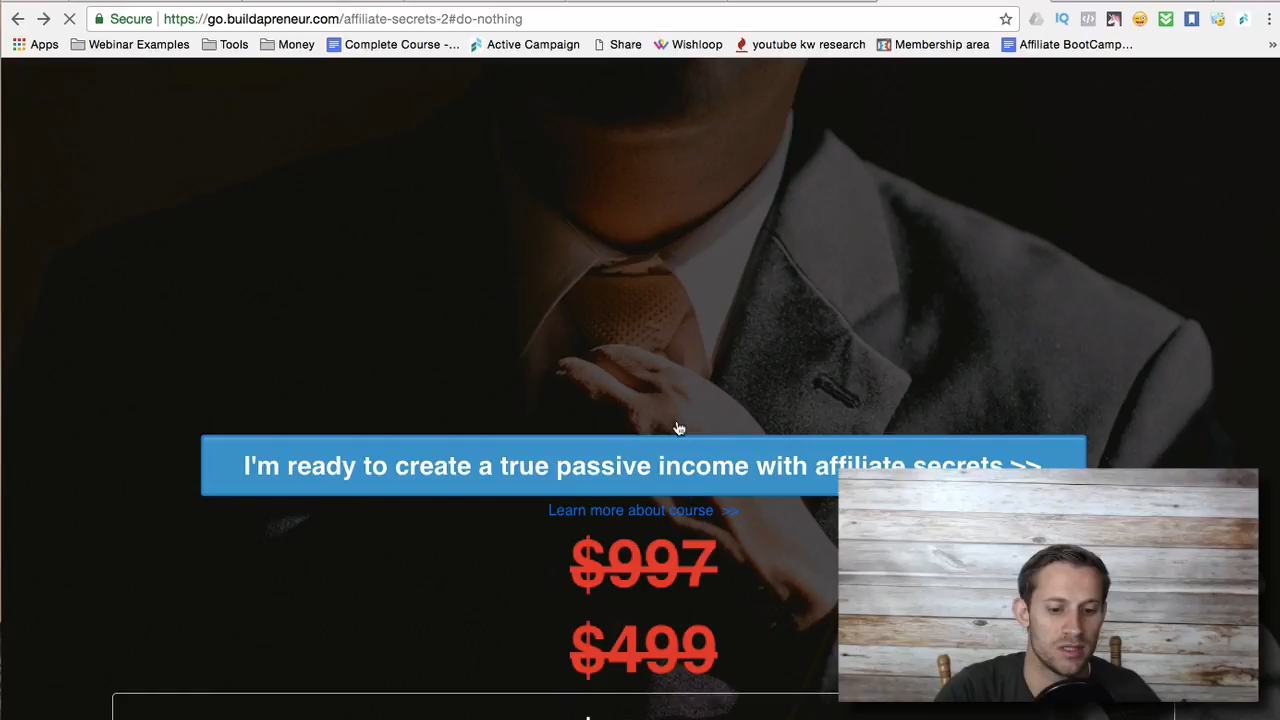 Secure https://go.buildapreneur.com/affiliate-secrets-2#do-nothing
IQ
Apps Webinar Examples Tools Money Complete Course -... Active Campaign Share Wishloop youtube kw research Membership area Affiliate BootCamp... »
I'm ready to create a true passive income with affiliate secrets >>
Learn more about course >>
$997
$499